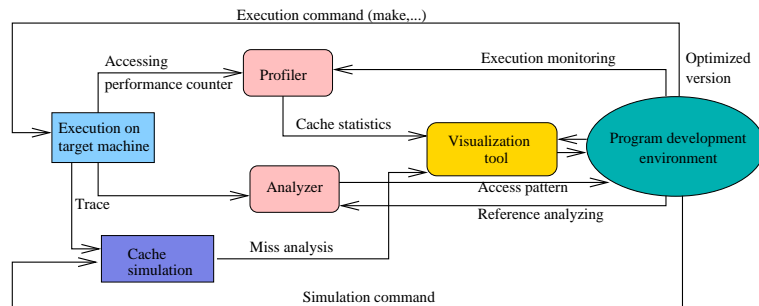 Execution command (make,...)
Accessing
performance counter
Profiler
Execution monitoring
Optimized
version
Execution on
target machine
Cache statistics
Visualization
tool
Program development
environment
Analyzer
Access pattern
Trace
Reference analyzing
Cache
simulation
Miss analysis
Simulation command